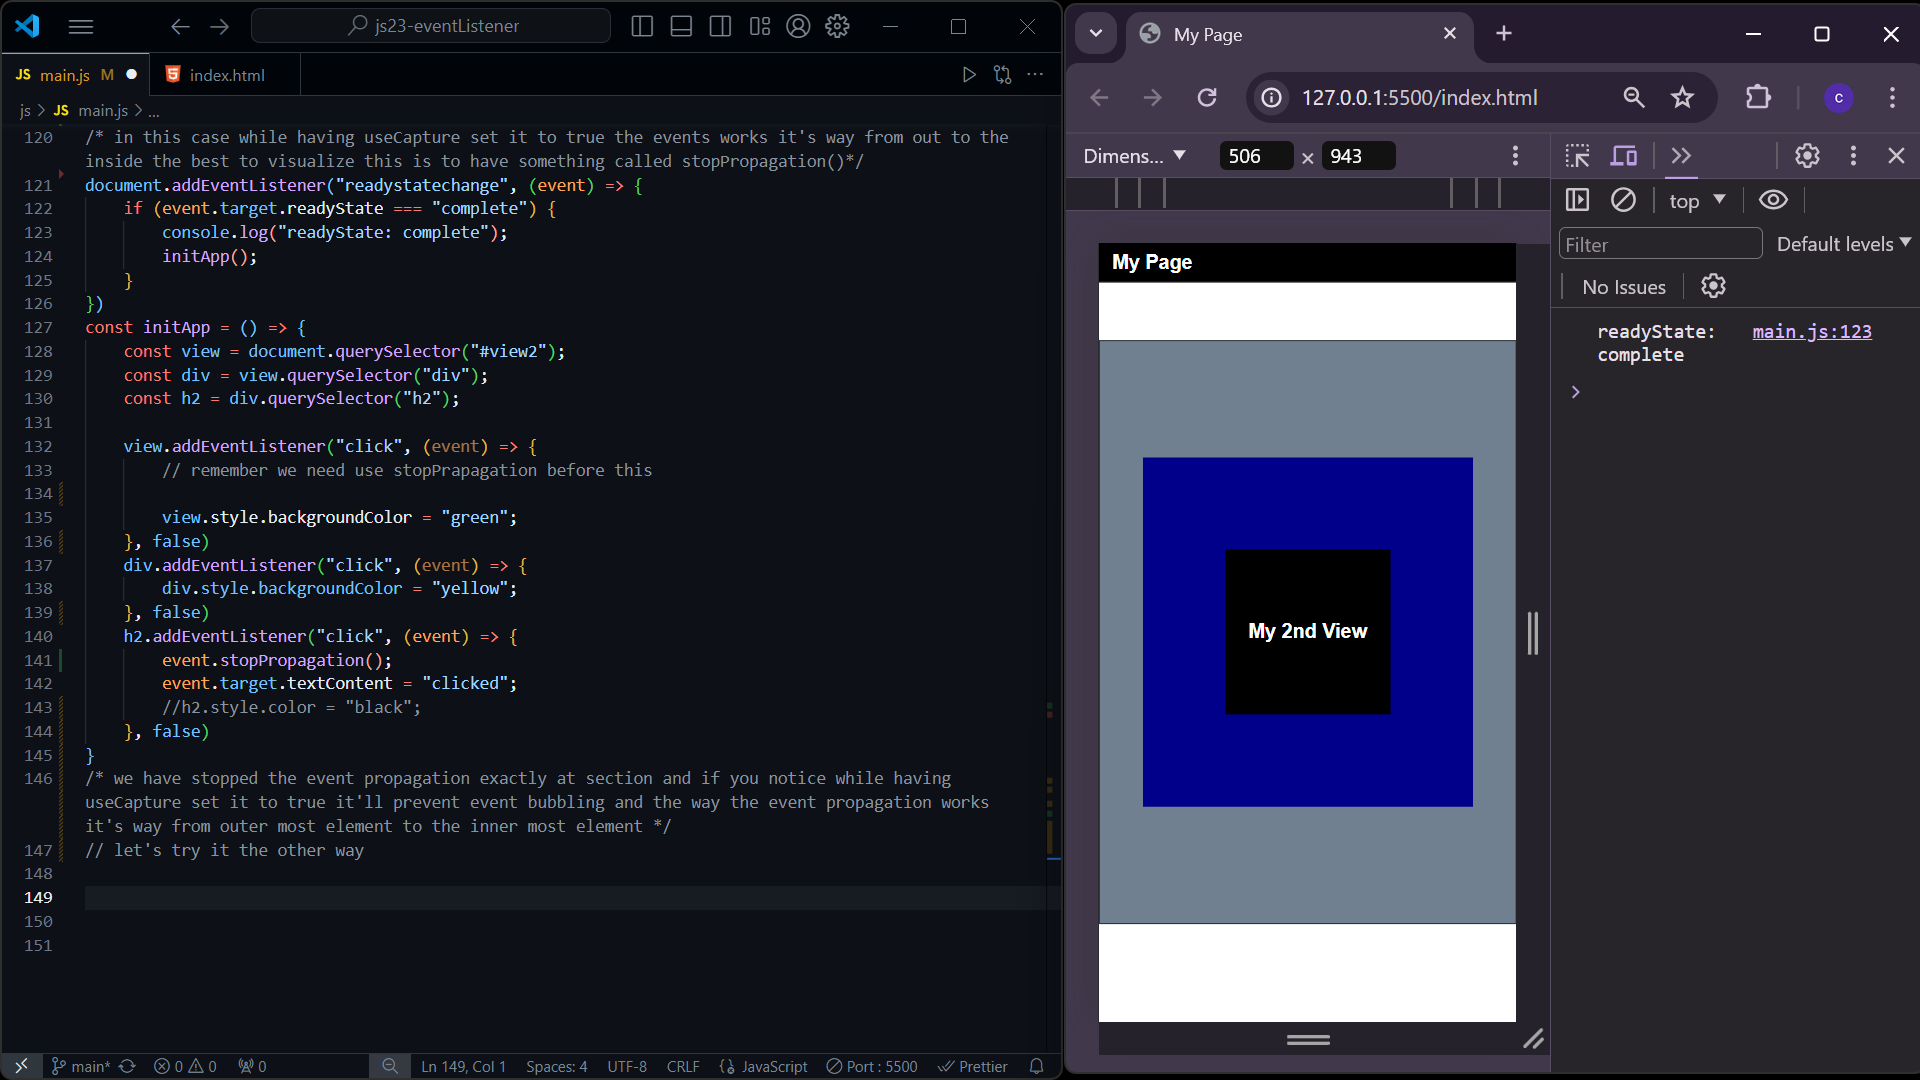 js23-eventListener
JS main.js M
index.html
js > JS main.js > ...
120 /* in this case while having useCapture set it to true the events works it's way from out to the
inside the best to visualize this is to have something called stopPropagation()*/
121 document.addEventListener("readystatechange", (event) => {
122 if (event.target.readyState === "complete") {
123 console.log("readyState: complete");
124 initApp();
125 }
126 })
127 const initApp = () => {
128 const view = document.querySelector("#view2");
129 const div = view.querySelector("div");
130 const h2 = div.querySelector("h2");
131
132 view.addEventListener("click", (event) => {
133 // remember we need use stopPrapagation before this
134
135 view.style.backgroundColor = "green";
136 }, false)
137 div.addEventListener("click", (event) => {
138 div.style.backgroundColor = "yellow";
139 }, false)
140 h2.addEventListener("click", (event) => {
141 event.stopPropagation();
142 event.target.textContent = "clicked";
143 //h2.style.color = "black";
144 }, false)
145 }
146 /* we have stopped the event propagation exactly at section and if you notice while having
useCapture set it to true it'll prevent event bubbling and the way the event propagation works
it's way from outer most element to the inner most element */
147 // let's try it the other way
148
149
150
151
main* 0 0 0 Ln 149, Col 1 Spaces: 4 UTF-8 CRLF JavaScript Port : 5500 Prettier
My Page
127.0.0.1:5500/index.html
c
Dimens... 506 × 943
top
Filter
Default levels
No Issues
readyState: main.js:123
complete
My Page
My 2nd View